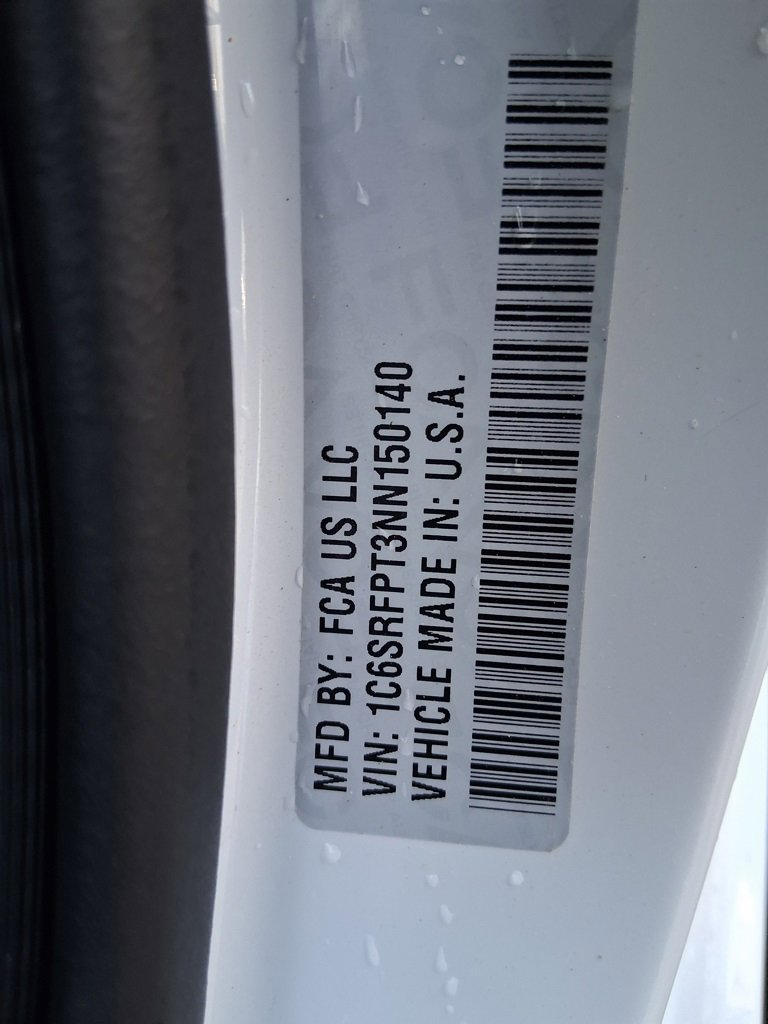 MFD BY: FCA US LLC
VIN: 1C6SRFPT3NN150140
VEHICLE MADE IN: U.S.A.